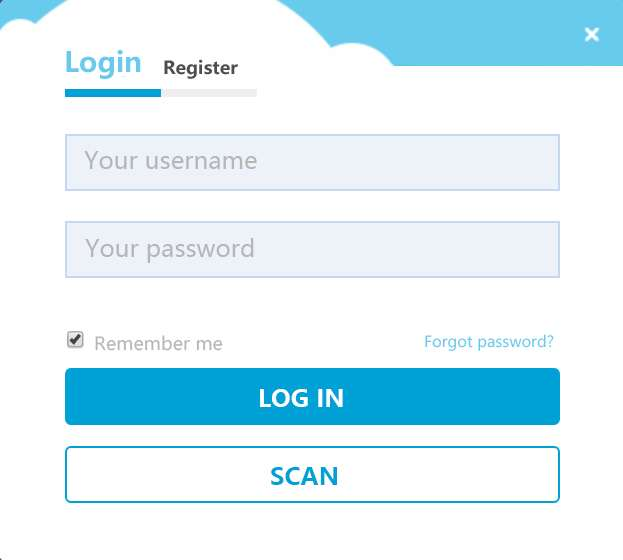 Login Register
Your username
Your password
Remember me Forgot password?
LOG IN
SCAN